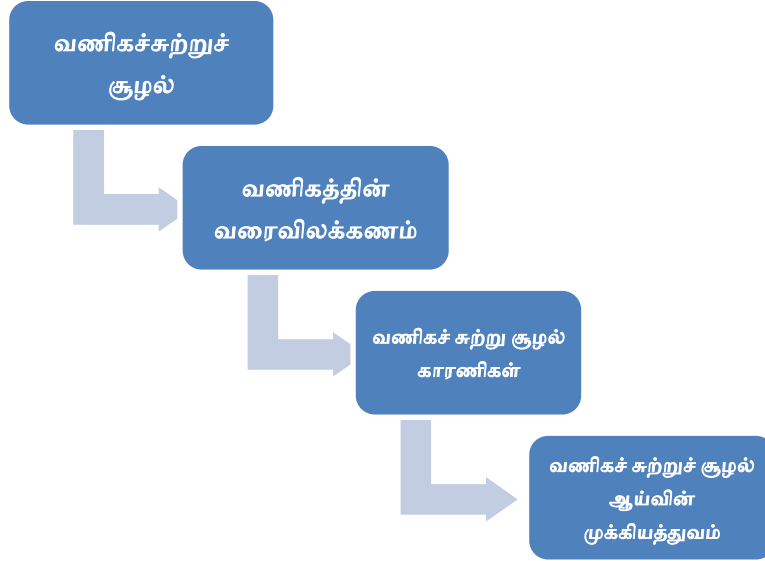 வணிகச்சுற்றுச்
சூழல்
வணிகத்தின்
வரைவிலக்கணம்
வணிகச் சுற்று சூழல்
காரணிகள்
வணிகச் சுற்றுச் சூழல்
ஆய்வின்
முக்கியத்துவம்